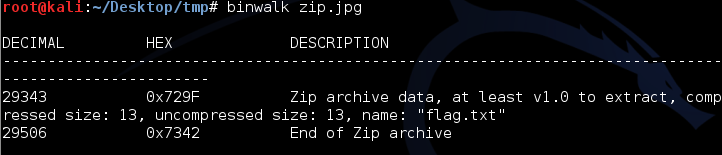 root@kali:~/Desktop/tmp# binwalk zip.jpg
DECIMAL HEX DESCRIPTION
-------------------------------------------------------------------------------------------
--------------------------
29343 0x729F Zip archive data, at least v1.0 to extract, comp
ressed size: 13, uncompressed size: 13, name: "flag.txt"
29506 0x7342 End of Zip archive